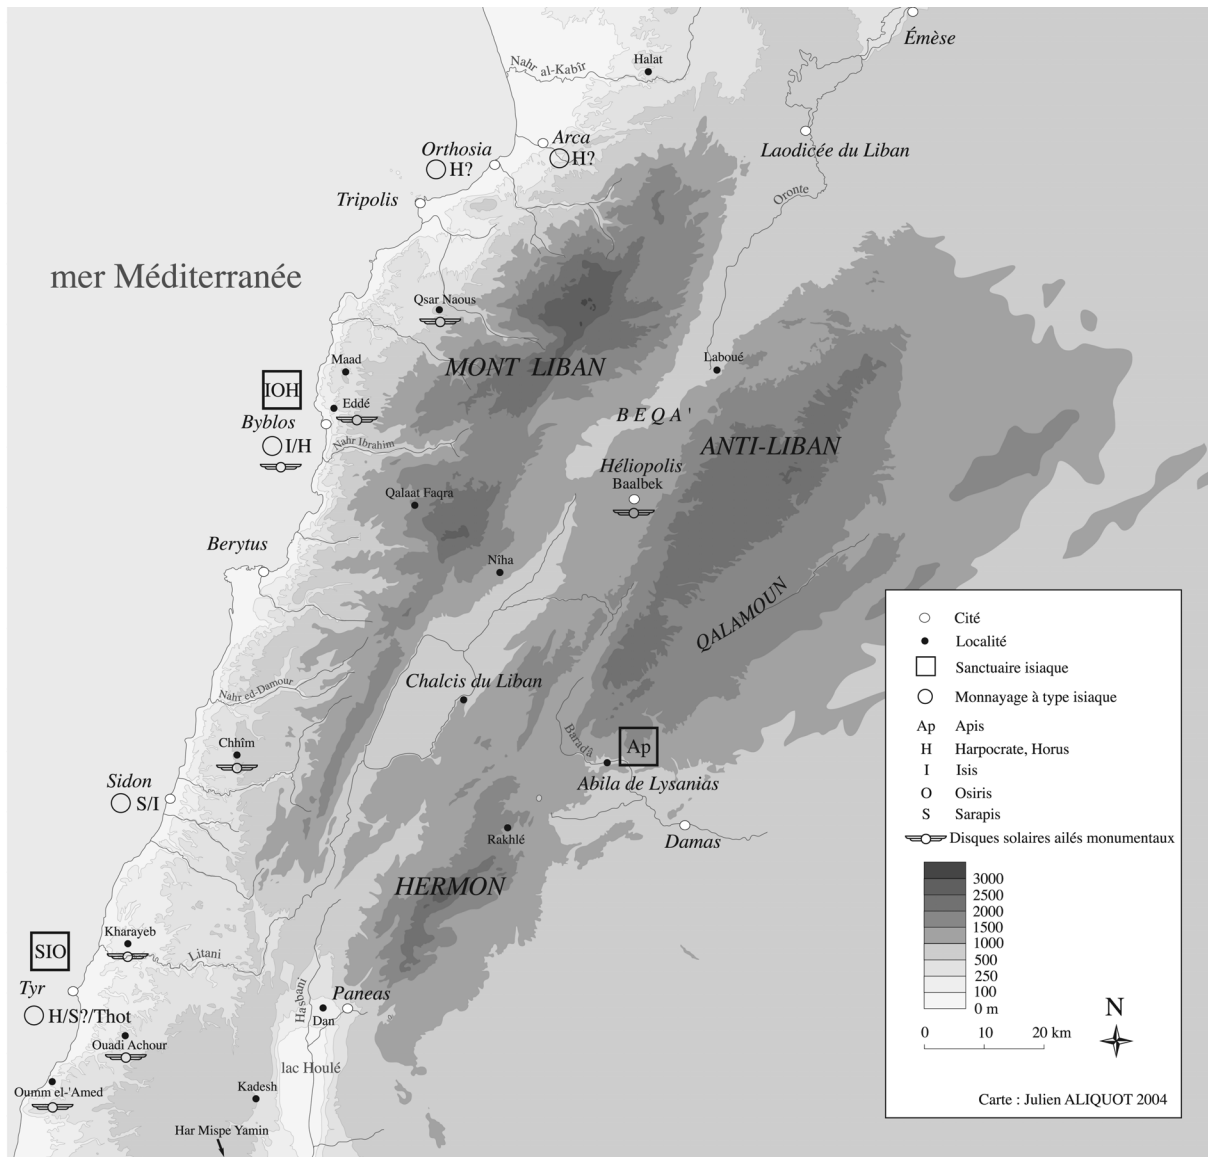 Émèse
Halat
Nahr al-Kabîr
Arca
H?
Orthosia
H?
Laodicée du Liban
Oronte
Tripolis
mer Méditerranée
Qsar Naous
MONT LIBAN
Maad
Laboué
IOH
Eddé
Byblos
I/H
BEQA'
Nahr Ibrahim
ANTI-LIBAN
Héliopolis
Baalbek
Qalaat Faqra
Berytus
Nîha
QALAMOUN
Nahr ed-Damour
Chalcis du Liban
Chhîm
Baradâ
Ap
Abila de Lysanias
Sidon
S/I
Rakhlé
Damas
HERMON
Kharayeb
SIO
Litani
Tyr
H/S?/Thot
Hasbani
Paneas
Dan
Ouadi Achour
lac Houlé
Oumm el-'Amed
Kadesh
Har Mispe Yamin
Cité
Localité
Sanctuaire isiaque
Monnayage à type isiaque
Ap Apis
H Harpocrate, Horus
I Isis
O Osiris
S Sarapis
Disques solaires ailés monumentaux
3000
2500
2000
1500
1000
500
250
100
0 m
N
0 10 20 km
Carte : Julien ALIQUOT 2004